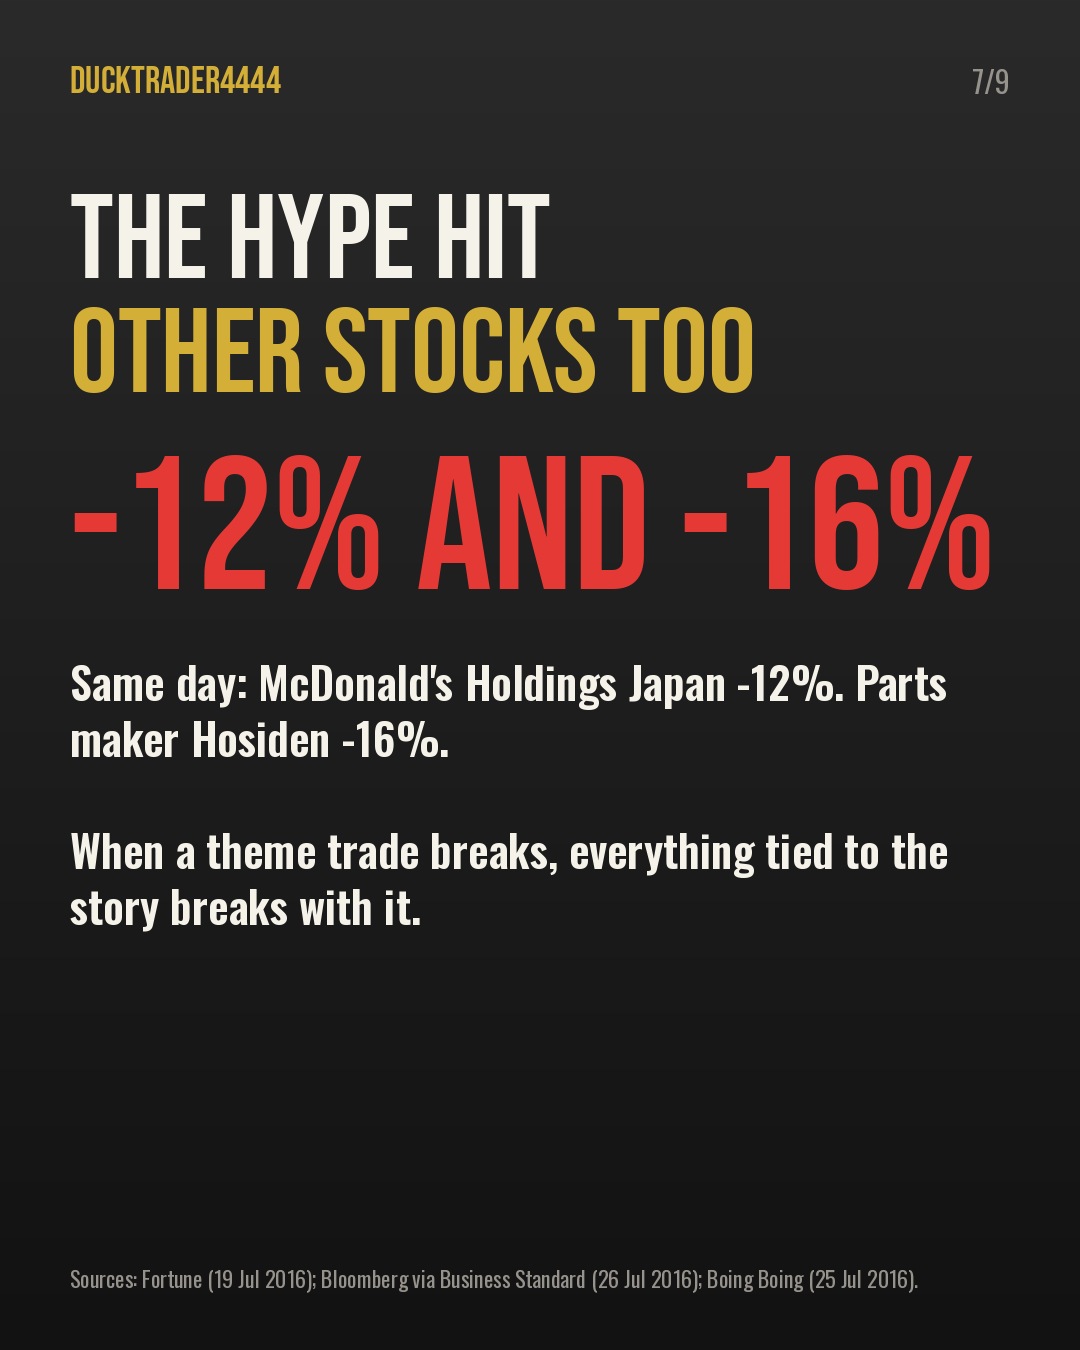 DUCKTRADER4444
7/9
THE HYPE HIT
OTHER STOCKS TOO
-12% AND -16%
Same day: McDonald's Holdings Japan -12%. Parts
maker Hosiden -16%.
When a theme trade breaks, everything tied to the
story breaks with it.
Sources: Fortune (19 Jul 2016); Bloomberg via Business Standard (26 Jul 2016); Boing Boing (25 Jul 2016).